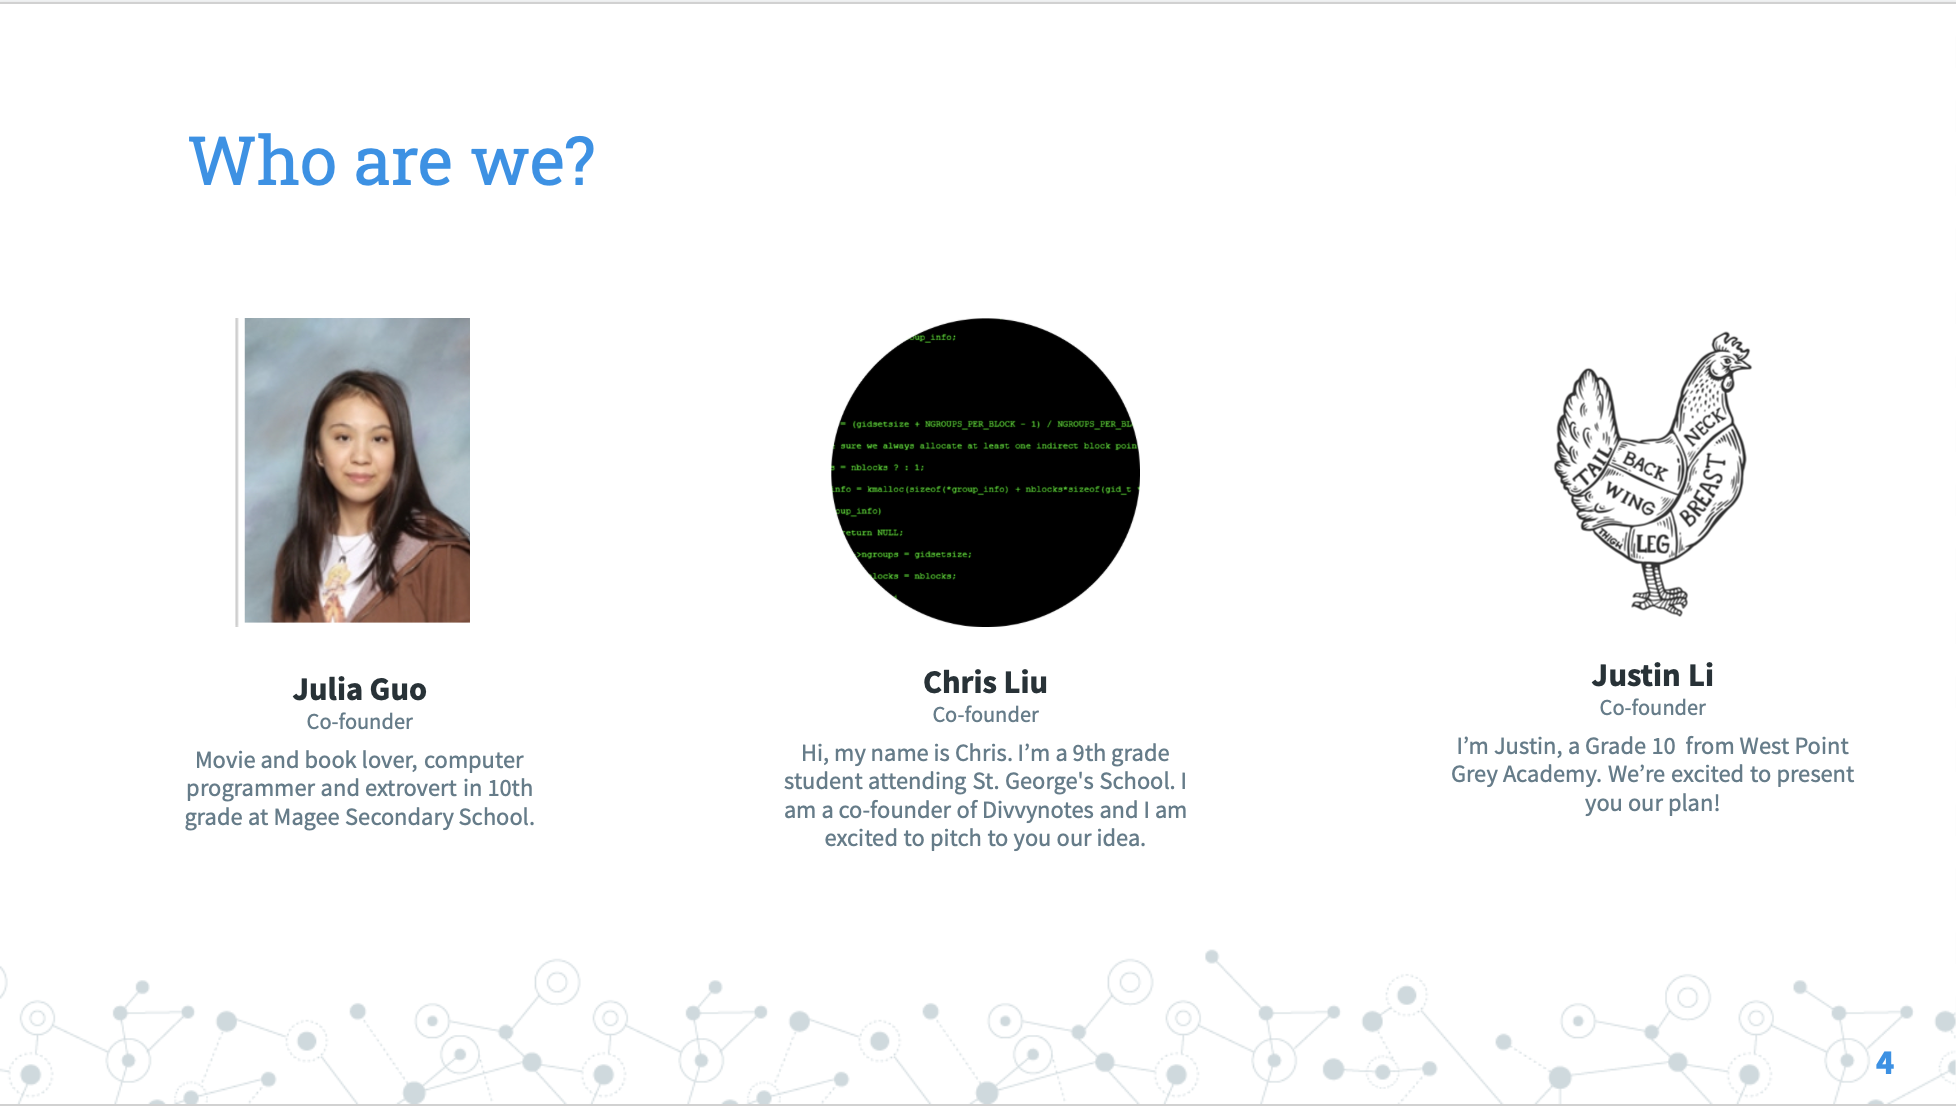 Who are we?
up_info;
= (gidsetsize + NGROUPS_PER_BLOCK - 1) / NGROUPS_PER_BL
sure we always allocate at least one indirect block poin
= nblocks ? : 1;
nfo = kmalloc(sizeof(*group_info) + nblocks*sizeof(gid_t
oup_info)
eturn NULL;
>ngroups = gidsetsize;
locks = nblocks;
NECK
BACK
TAIL
WING
BREAST
THIGH
LEG
Julia Guo
Co-founder
Movie and book lover, computer
programmer and extrovert in 10th
grade at Magee Secondary School.
Chris Liu
Co-founder
Hi, my name is Chris. I’m a 9th grade
student attending St. George's School. I
am a co-founder of Divvynotes and I am
excited to pitch to you our idea.
Justin Li
Co-founder
I’m Justin, a Grade 10  from West Point
Grey Academy. We’re excited to present
you our plan!
4